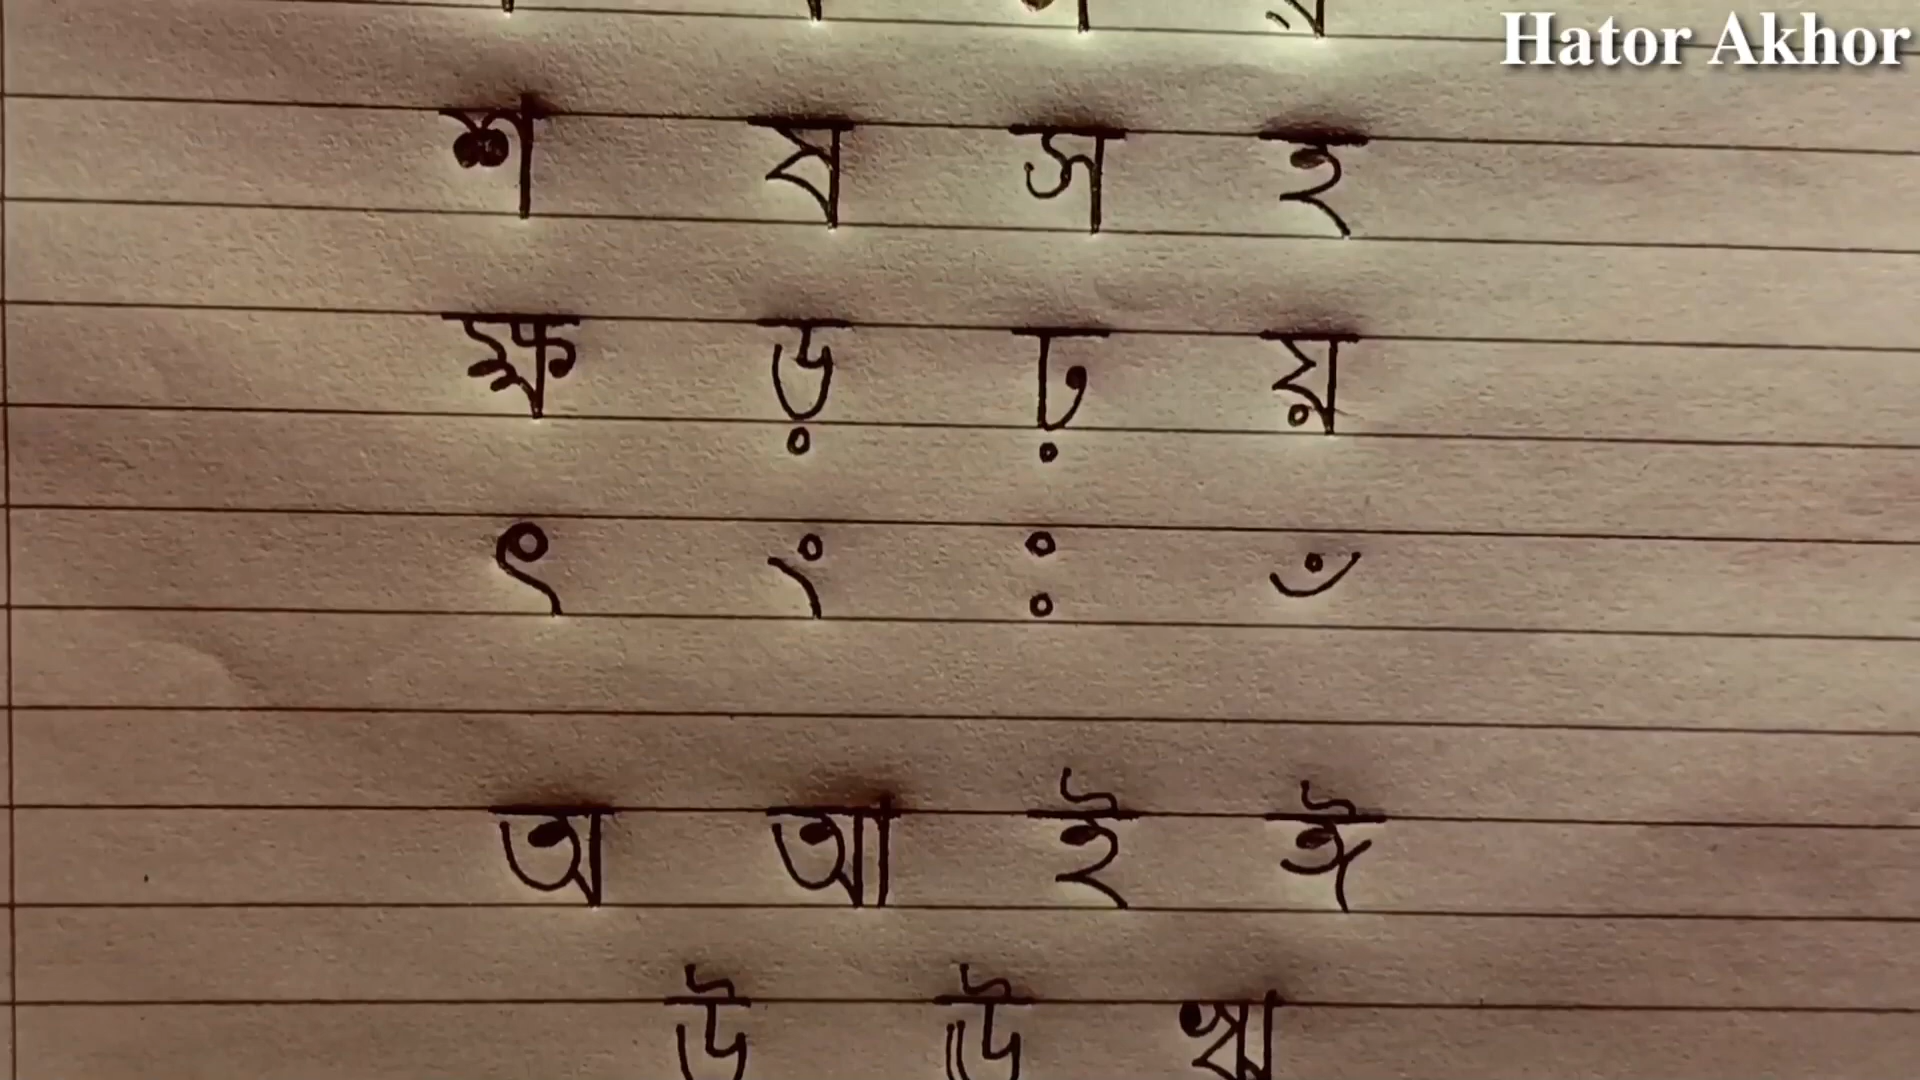 Hator Akhor
শ ষ স হ
ক্ষ ড় ঢ় য়
ৎ ং ঃ ঁ
অ আ ই ঈ
উ ঊ ঋ